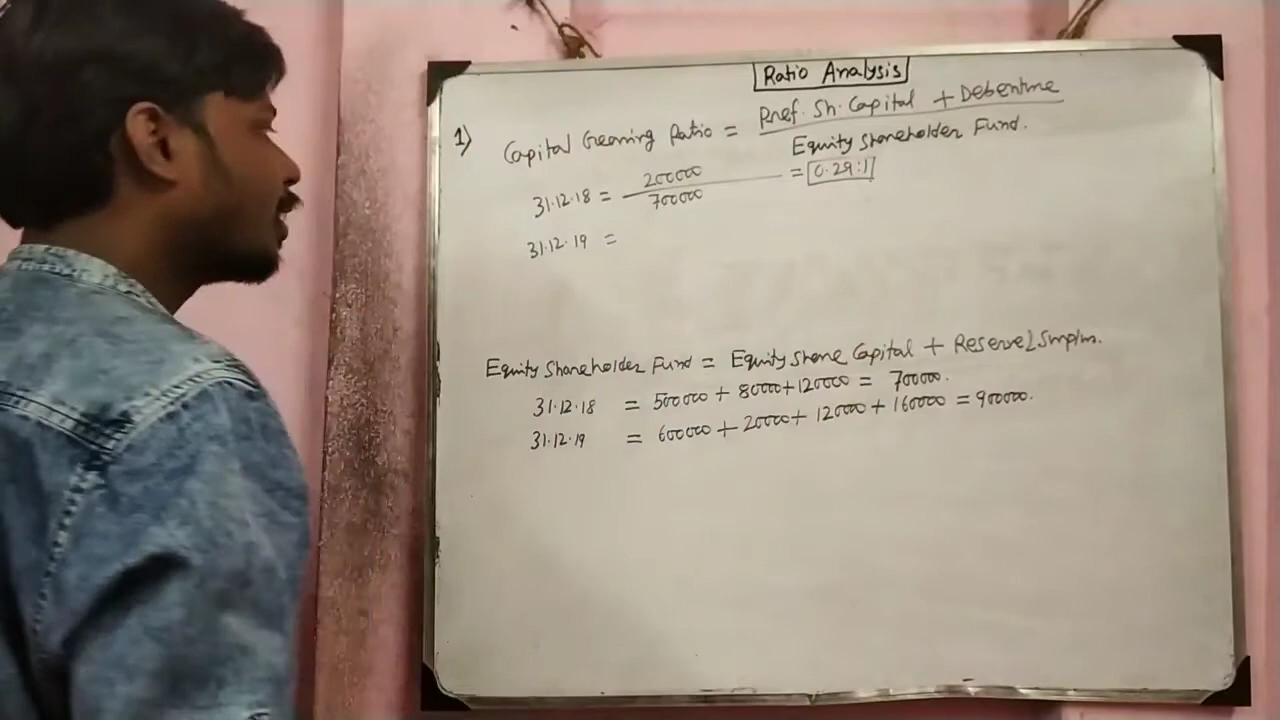 Ratio Analysis
1) Capital Gearing Ratio = Pref. Sh. Capital + Debenture
Equity Shareholder Fund.
31.12.18 = 200000 / 700000 = 0.29:1
31.12.19 =
Equity Shareholder Fund = Equity Share Capital + Reserve & Surplus.
31.12.18 = 500000 + 80000 + 120000 = 700000.
31.12.19 = 600000 + 20000 + 120000 + 160000 = 900000.